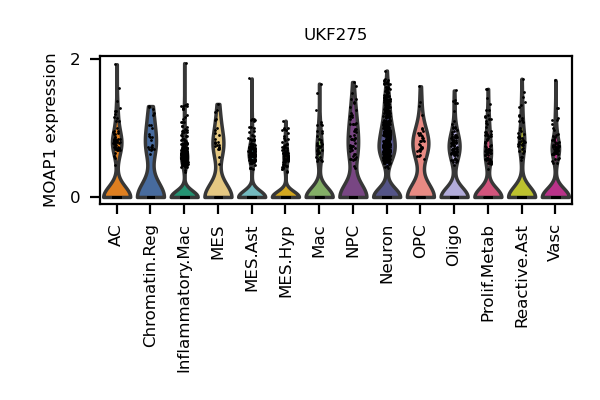 UKF275
MOAP1 expression
2
0
AC
Chromatin.Reg
Inflammatory.Mac
MES
MES.Ast
MES.Hyp
Mac
NPC
Neuron
OPC
Oligo
Prolif.Metab
Reactive.Ast
Vasc